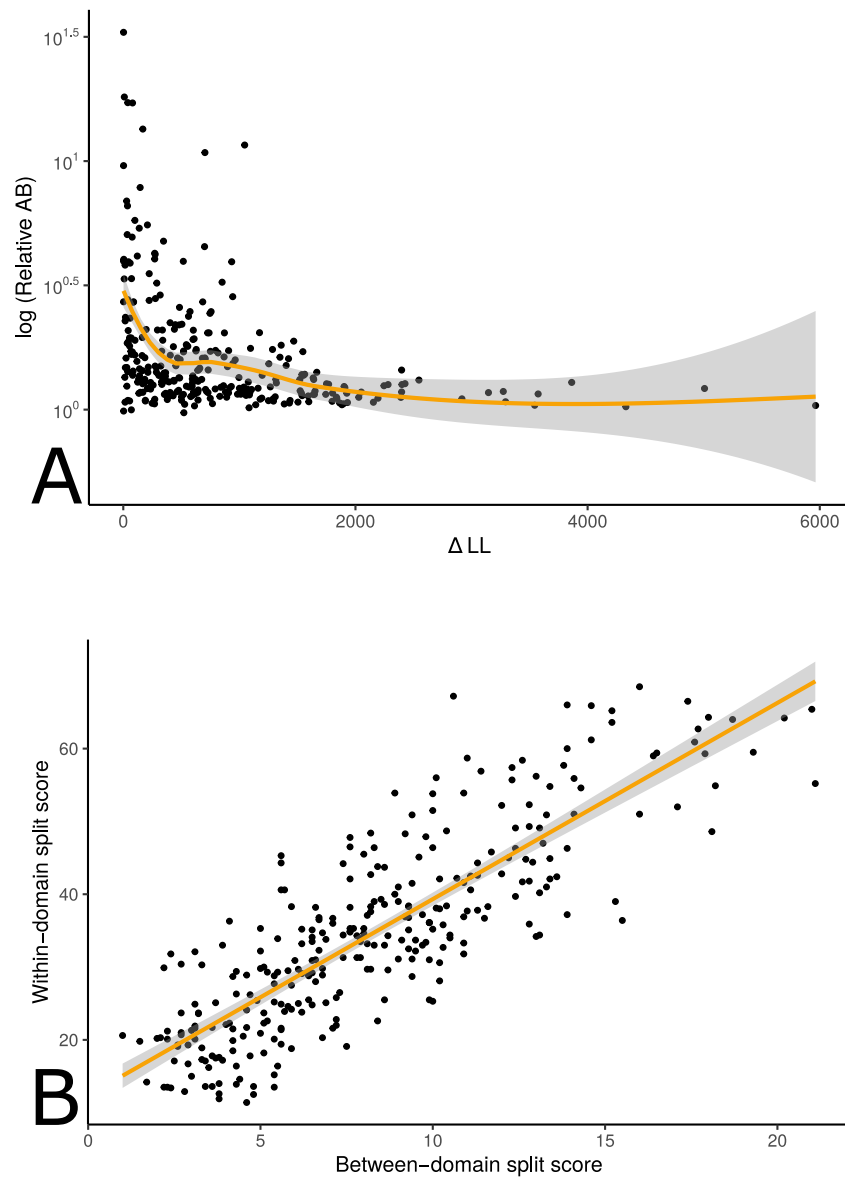 10^1.5
10^1
10^0.5
10^0
log (Relative AB)
A
0 2000 4000 6000
Δ LL
60
40
20
Within−domain split score
B
0 5 10 15 20
Between−domain split score